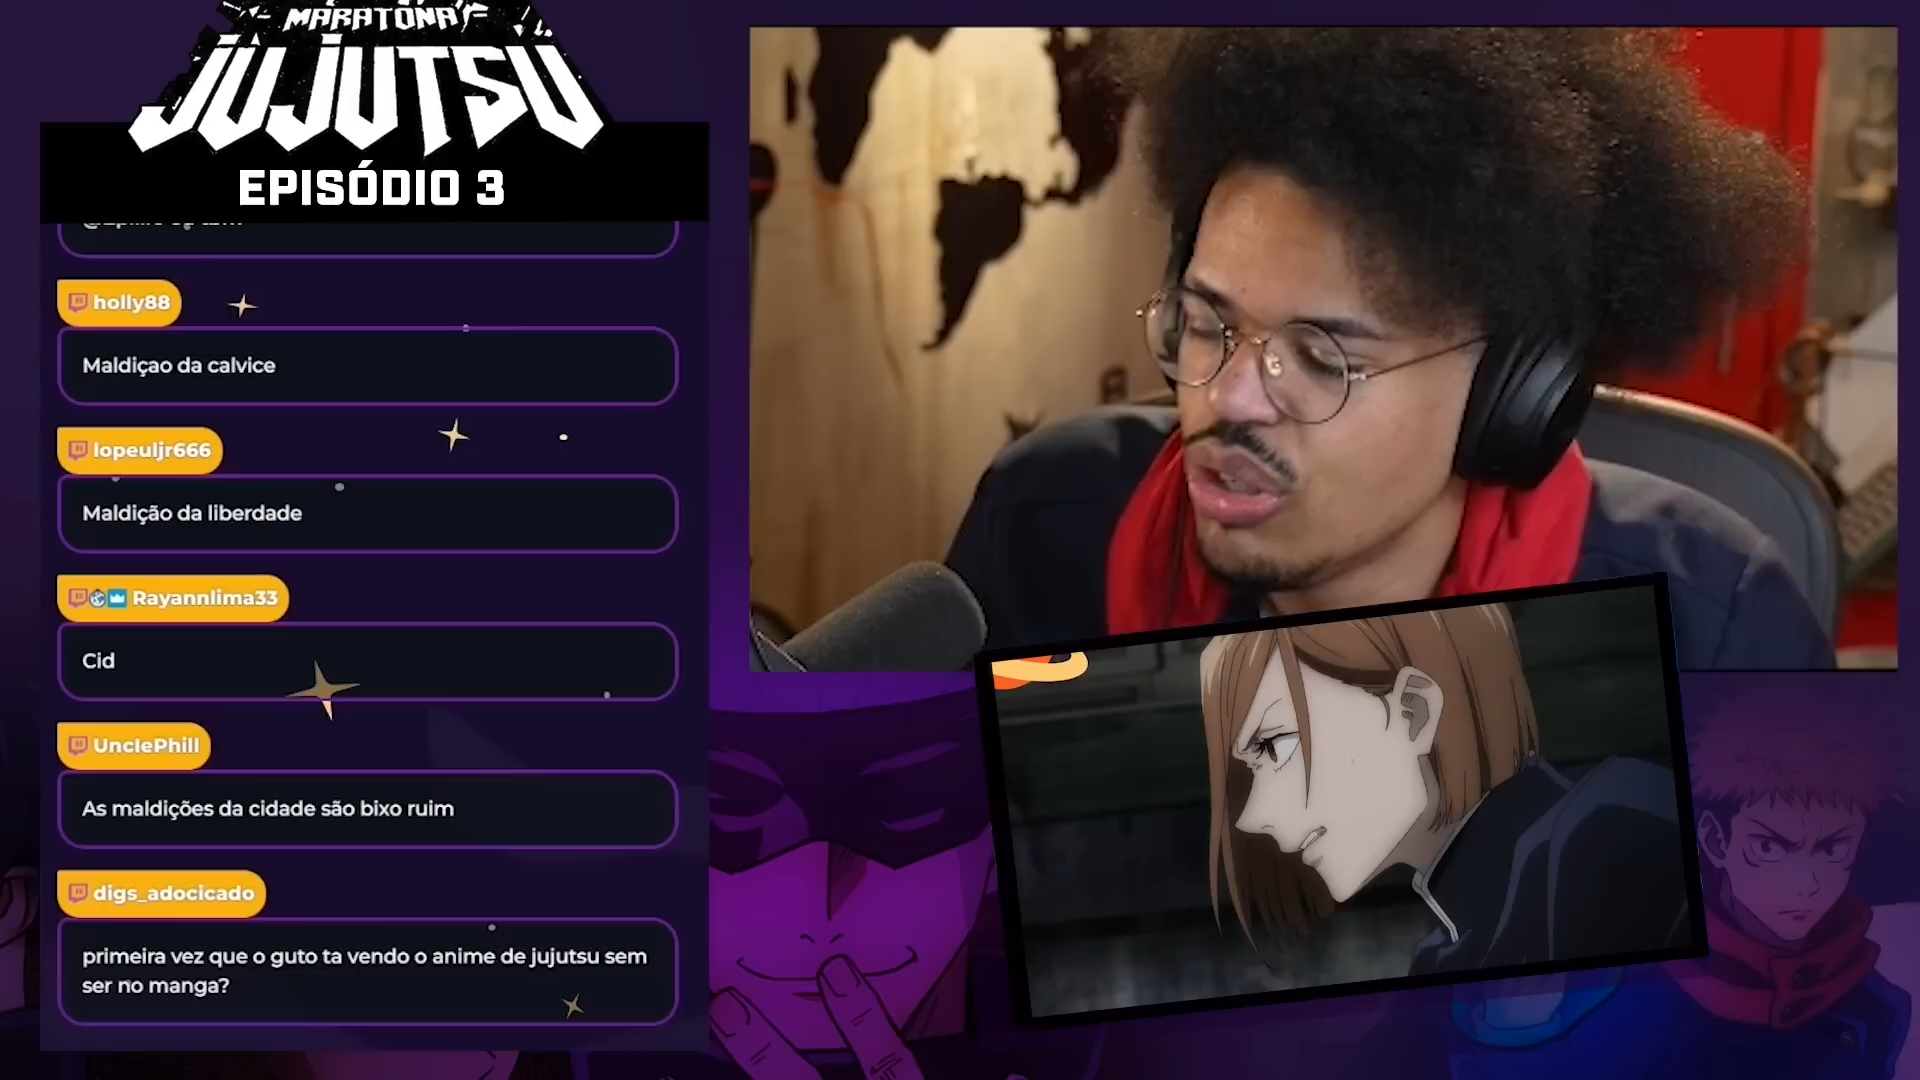 MARATONA
JUJUTSU
EPISÓDIO 3
holly88
Maldiçao da calvice
lopeuljr666
Maldição da liberdade
Rayannlima33
Cid
UnclePhill
As maldições da cidade são bixo ruim
digs_adocicado
primeira vez que o guto ta vendo o anime de jujutsu sem
ser no manga?